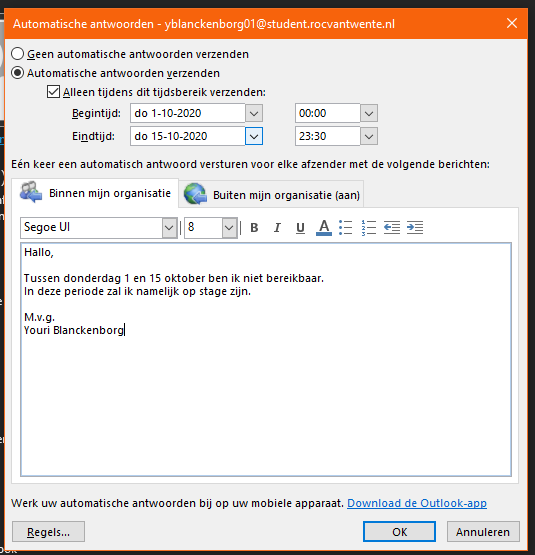 Automatische antwoorden - yblanckenborg01@student.rocvantwente.nl
Geen automatische antwoorden verzenden
Automatische antwoorden verzenden
Alleen tijdens dit tijdsbereik verzenden:
Begintijd: do 1-10-2020 00:00
Eindtijd: do 15-10-2020 23:30
Eén keer een automatisch antwoord versturen voor elke afzender met de volgende berichten:
Binnen mijn organisatie Buiten mijn organisatie (aan)
Segoe UI 8 B I U A
Hallo,
Tussen donderdag 1 en 15 oktober ben ik niet bereikbaar.
In deze periode zal ik namelijk op stage zijn.
M.v.g.
Youri Blanckenborg
Werk uw automatische antwoorden bij op uw mobiele apparaat. Download de Outlook-app
Regels... OK Annuleren